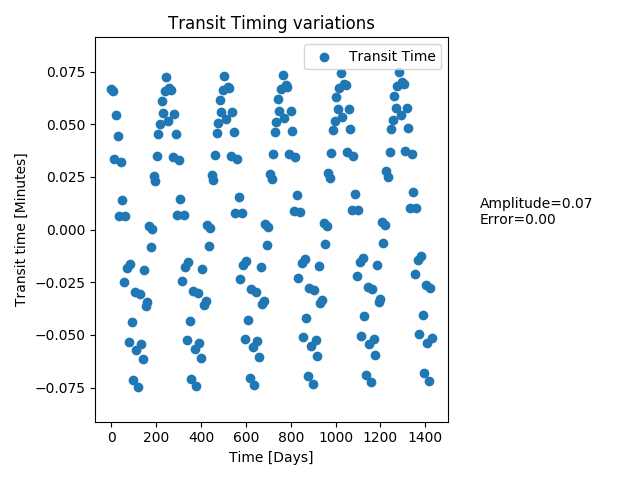 Transit Timing variations
Transit Time
0.075
0.050
0.025
0.000
−0.025
−0.050
−0.075
Transit time [Minutes]
0 200 400 600 800 1000 1200 1400
Time [Days]
Amplitude=0.07
Error=0.00